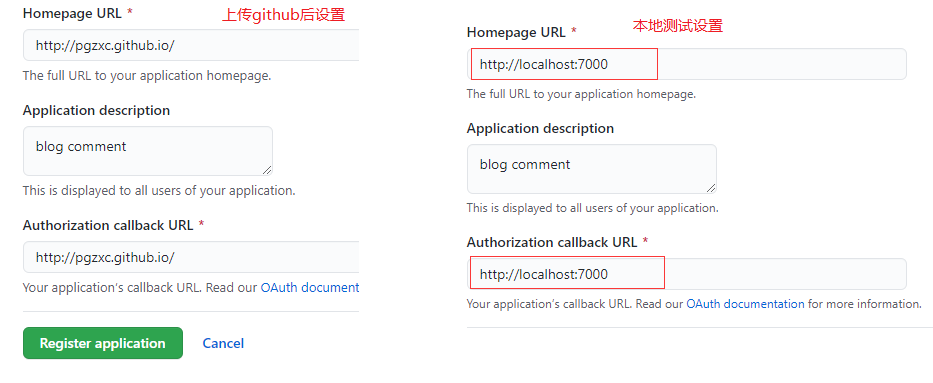 上传github后设置
Homepage URL *
http://pgzxc.github.io/
The full URL to your application homepage.
Application description
blog comment
This is displayed to all users of your application.
Authorization callback URL *
http://pgzxc.github.io/
Your application's callback URL. Read our OAuth document
Register application
Cancel
本地测试设置
Homepage URL *
http://localhost:7000
The full URL to your application homepage.
Application description
blog comment
This is displayed to all users of your application.
Authorization callback URL *
http://localhost:7000
Your application's callback URL. Read our OAuth documentation for more information.